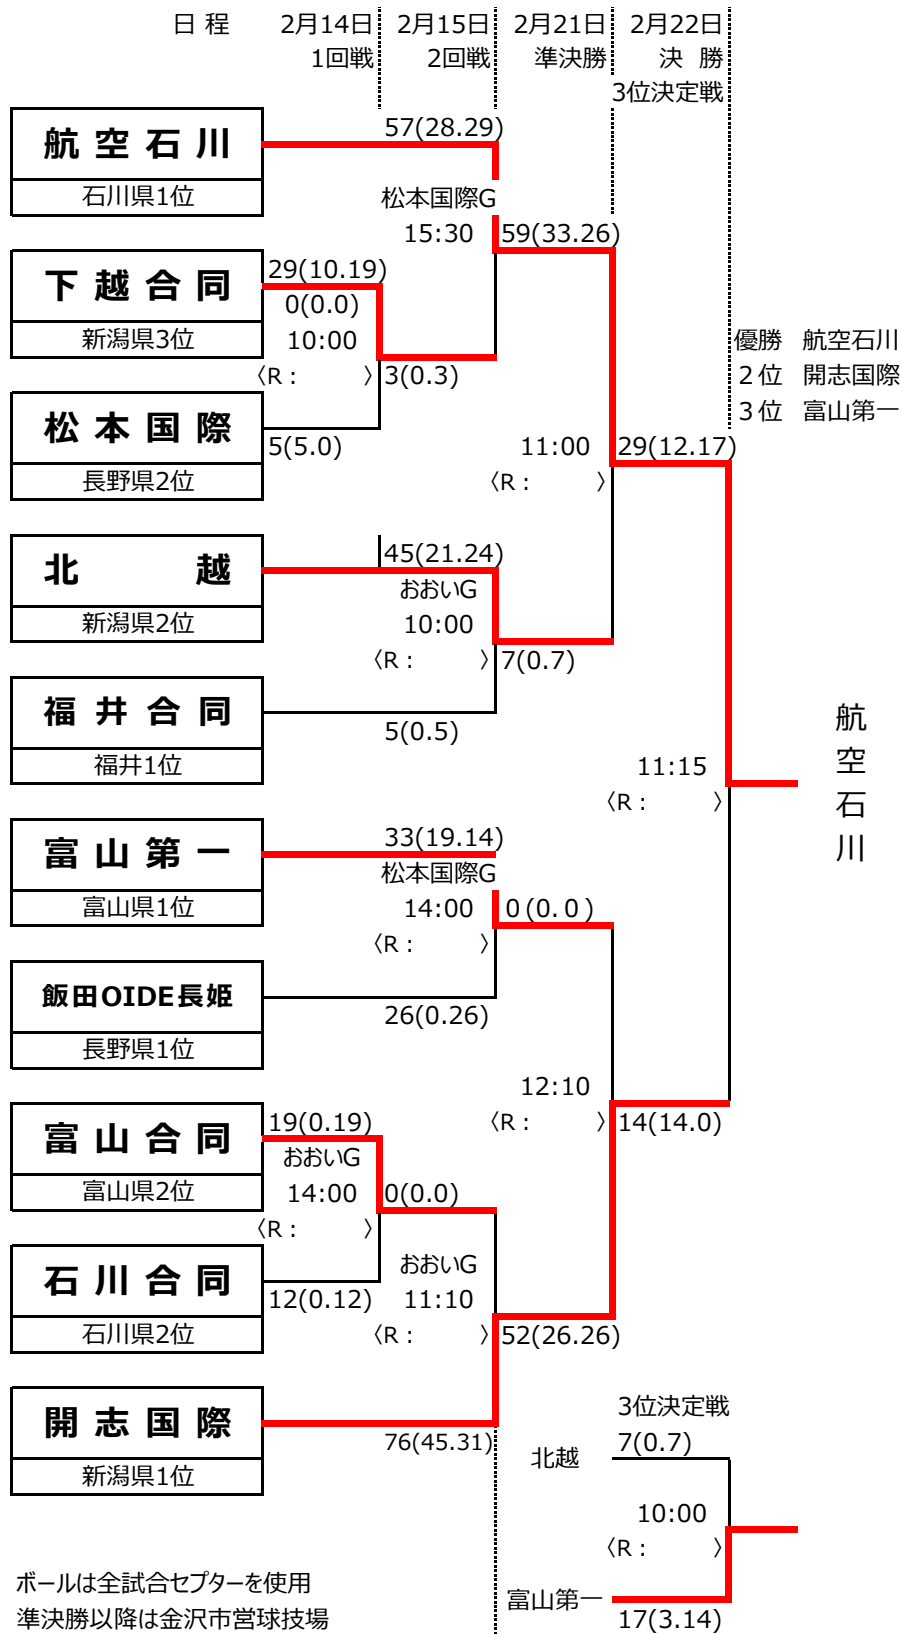 日 程 2月14日 2月15日 2月21日 2月22日
1回戦 2回戦 準決勝 決 勝
3位決定戦
57(28.29)
航 空 石 川
石川県1位
松本国際G
15:30 59(33.26)
29(10.19)
下 越 合 同
0(0.0)
新潟県3位 10:00
優勝 航空石川
〈R： 〉 3(0.3)
２位 開志国際
３位 富山第一
松 本 国 際
5(5.0) 11:00 29(12.17)
長野県2位 〈R： 〉
45(21.24)
北 越
おおいG
新潟県2位 10:00
〈R： 〉 7(0.7)
福 井 合 同
5(0.5)
福井1位 11:15
〈R： 〉
航空石川
33(19.14)
富 山 第 一
松本国際G
富山県1位 14:00 0(0.0)
〈R： 〉
飯田OIDE長姫
26(0.26)
長野県1位
12:10
19(0.19) 〈R： 〉 14(14.0)
富 山 合 同
おおいG
富山県2位 14:00 0(0.0)
〈R： 〉
おおいG
石 川 合 同
12(0.12) 11:10
石川県2位 〈R： 〉 52(26.26)
3位決定戦
開 志 国 際
76(45.31) 北越 7(0.7)
新潟県1位
10:00
〈R： 〉
ボールは全試合セプターを使用
富山第一
準決勝以降は金沢市営球技場 17(3.14)